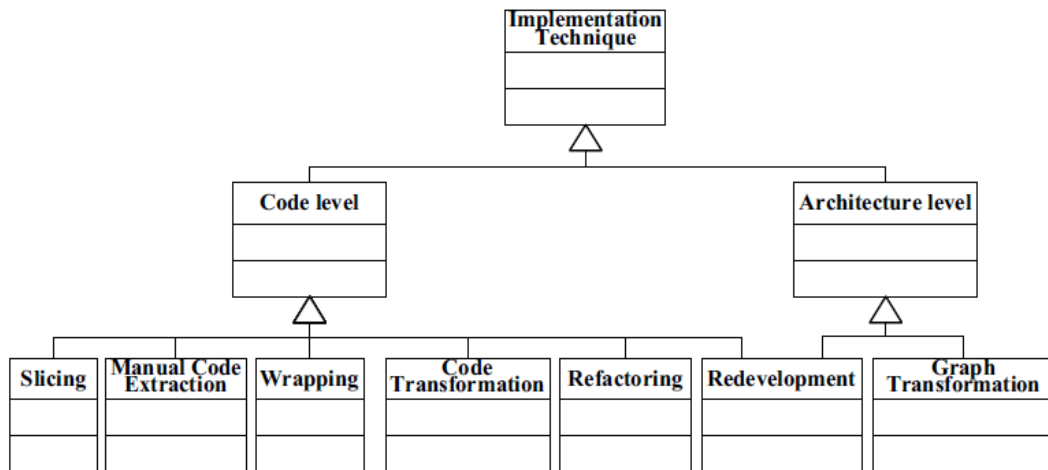 Implementation
Technique
Code level
Architecture level
Slicing
Manual Code
Extraction
Wrapping
Code
Transformation
Refactoring
Redevelopment
Graph
Transformation